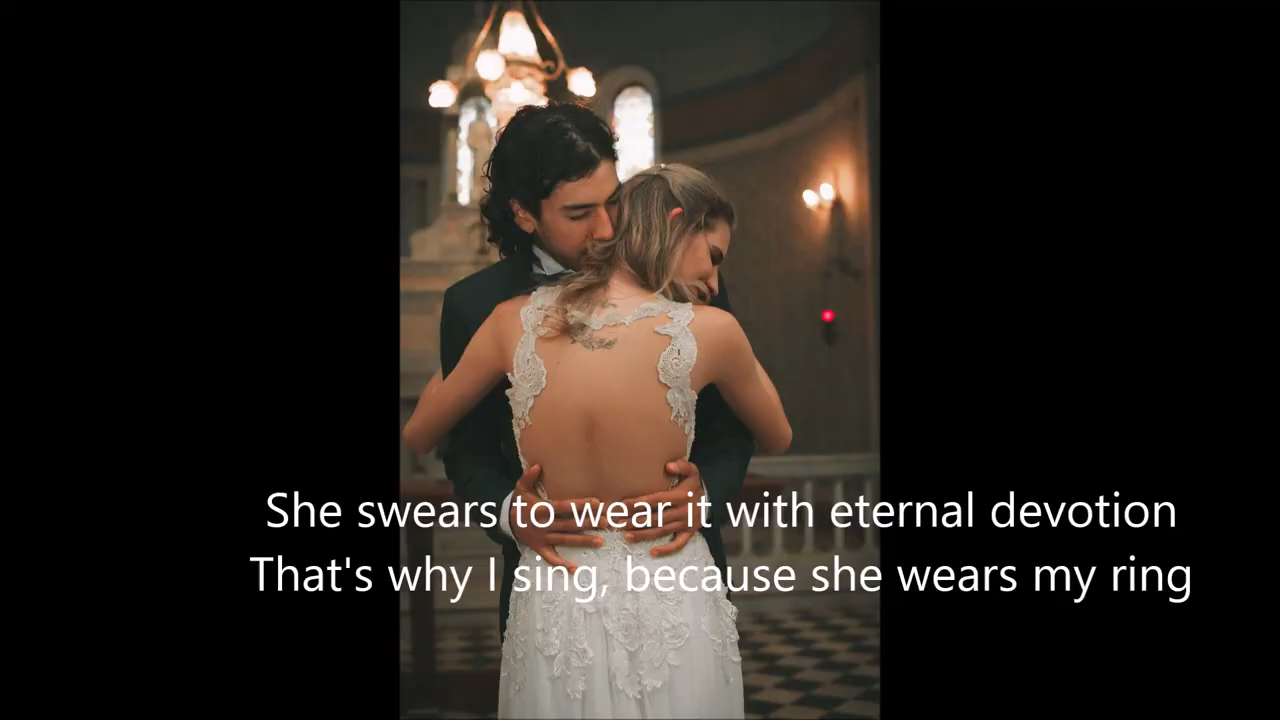 She swears to wear it with eternal devotion
That's why I sing, because she wears my ring